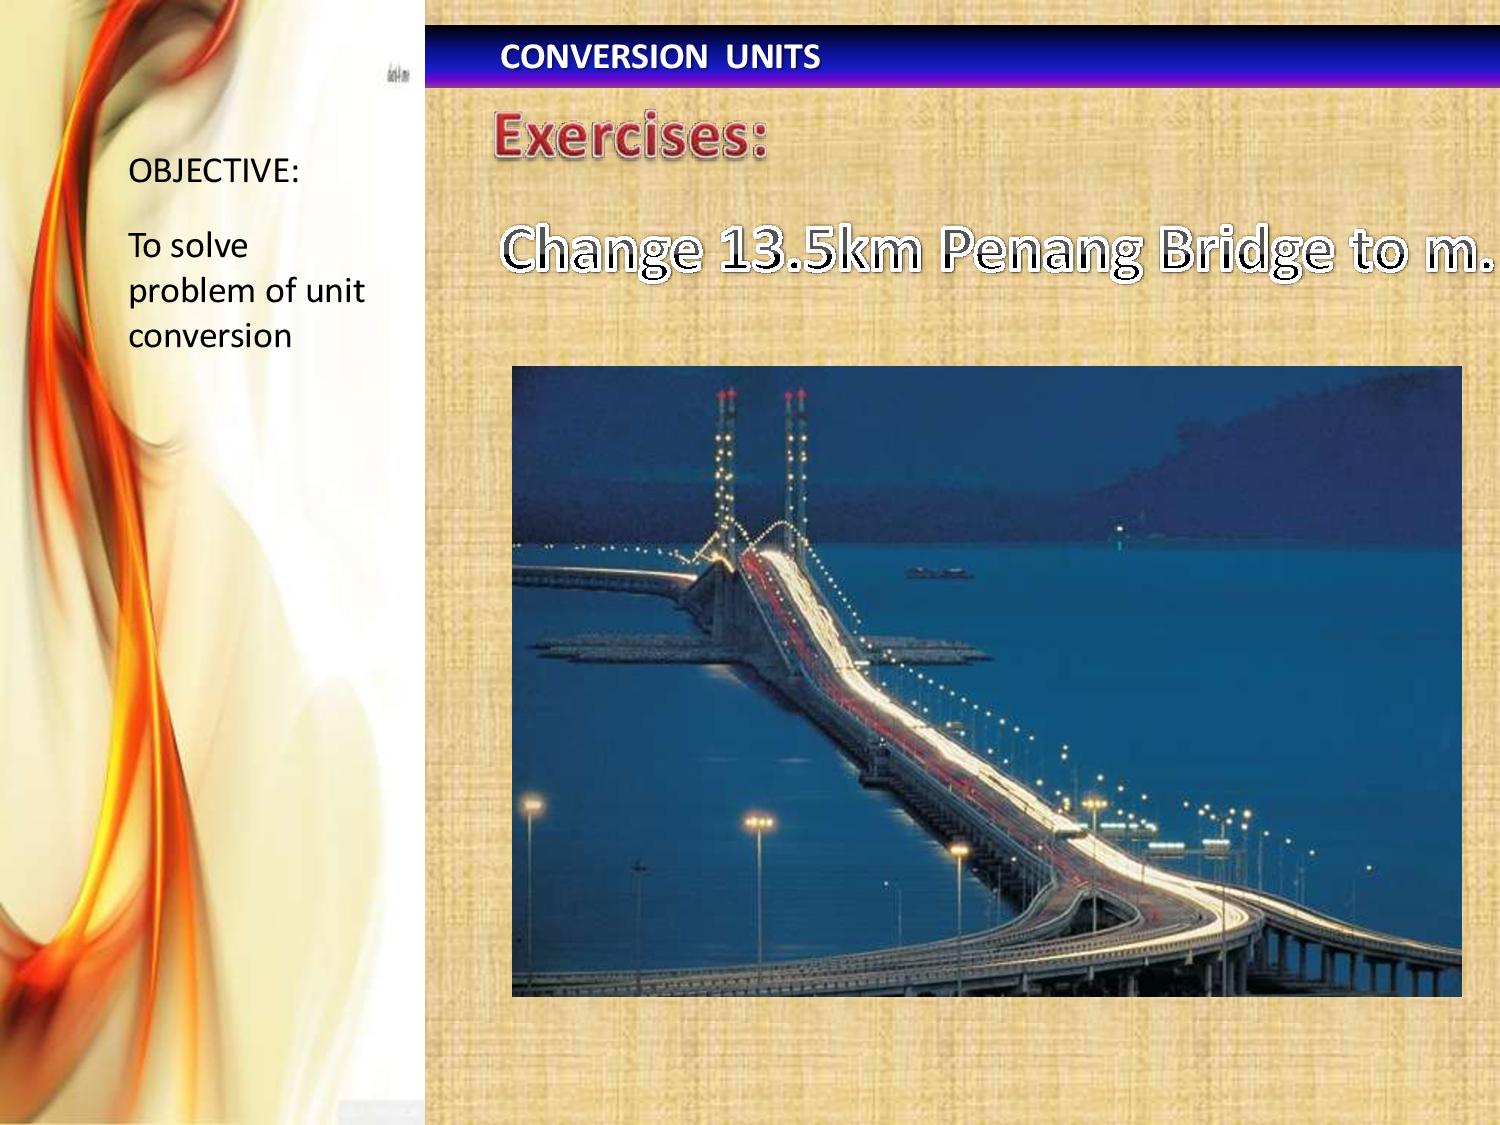 CONVERSION UNITS
Exercises:
OBJECTIVE:
Change 13.5km Penang Bridge to m.
To solve
problem of unit
conversion